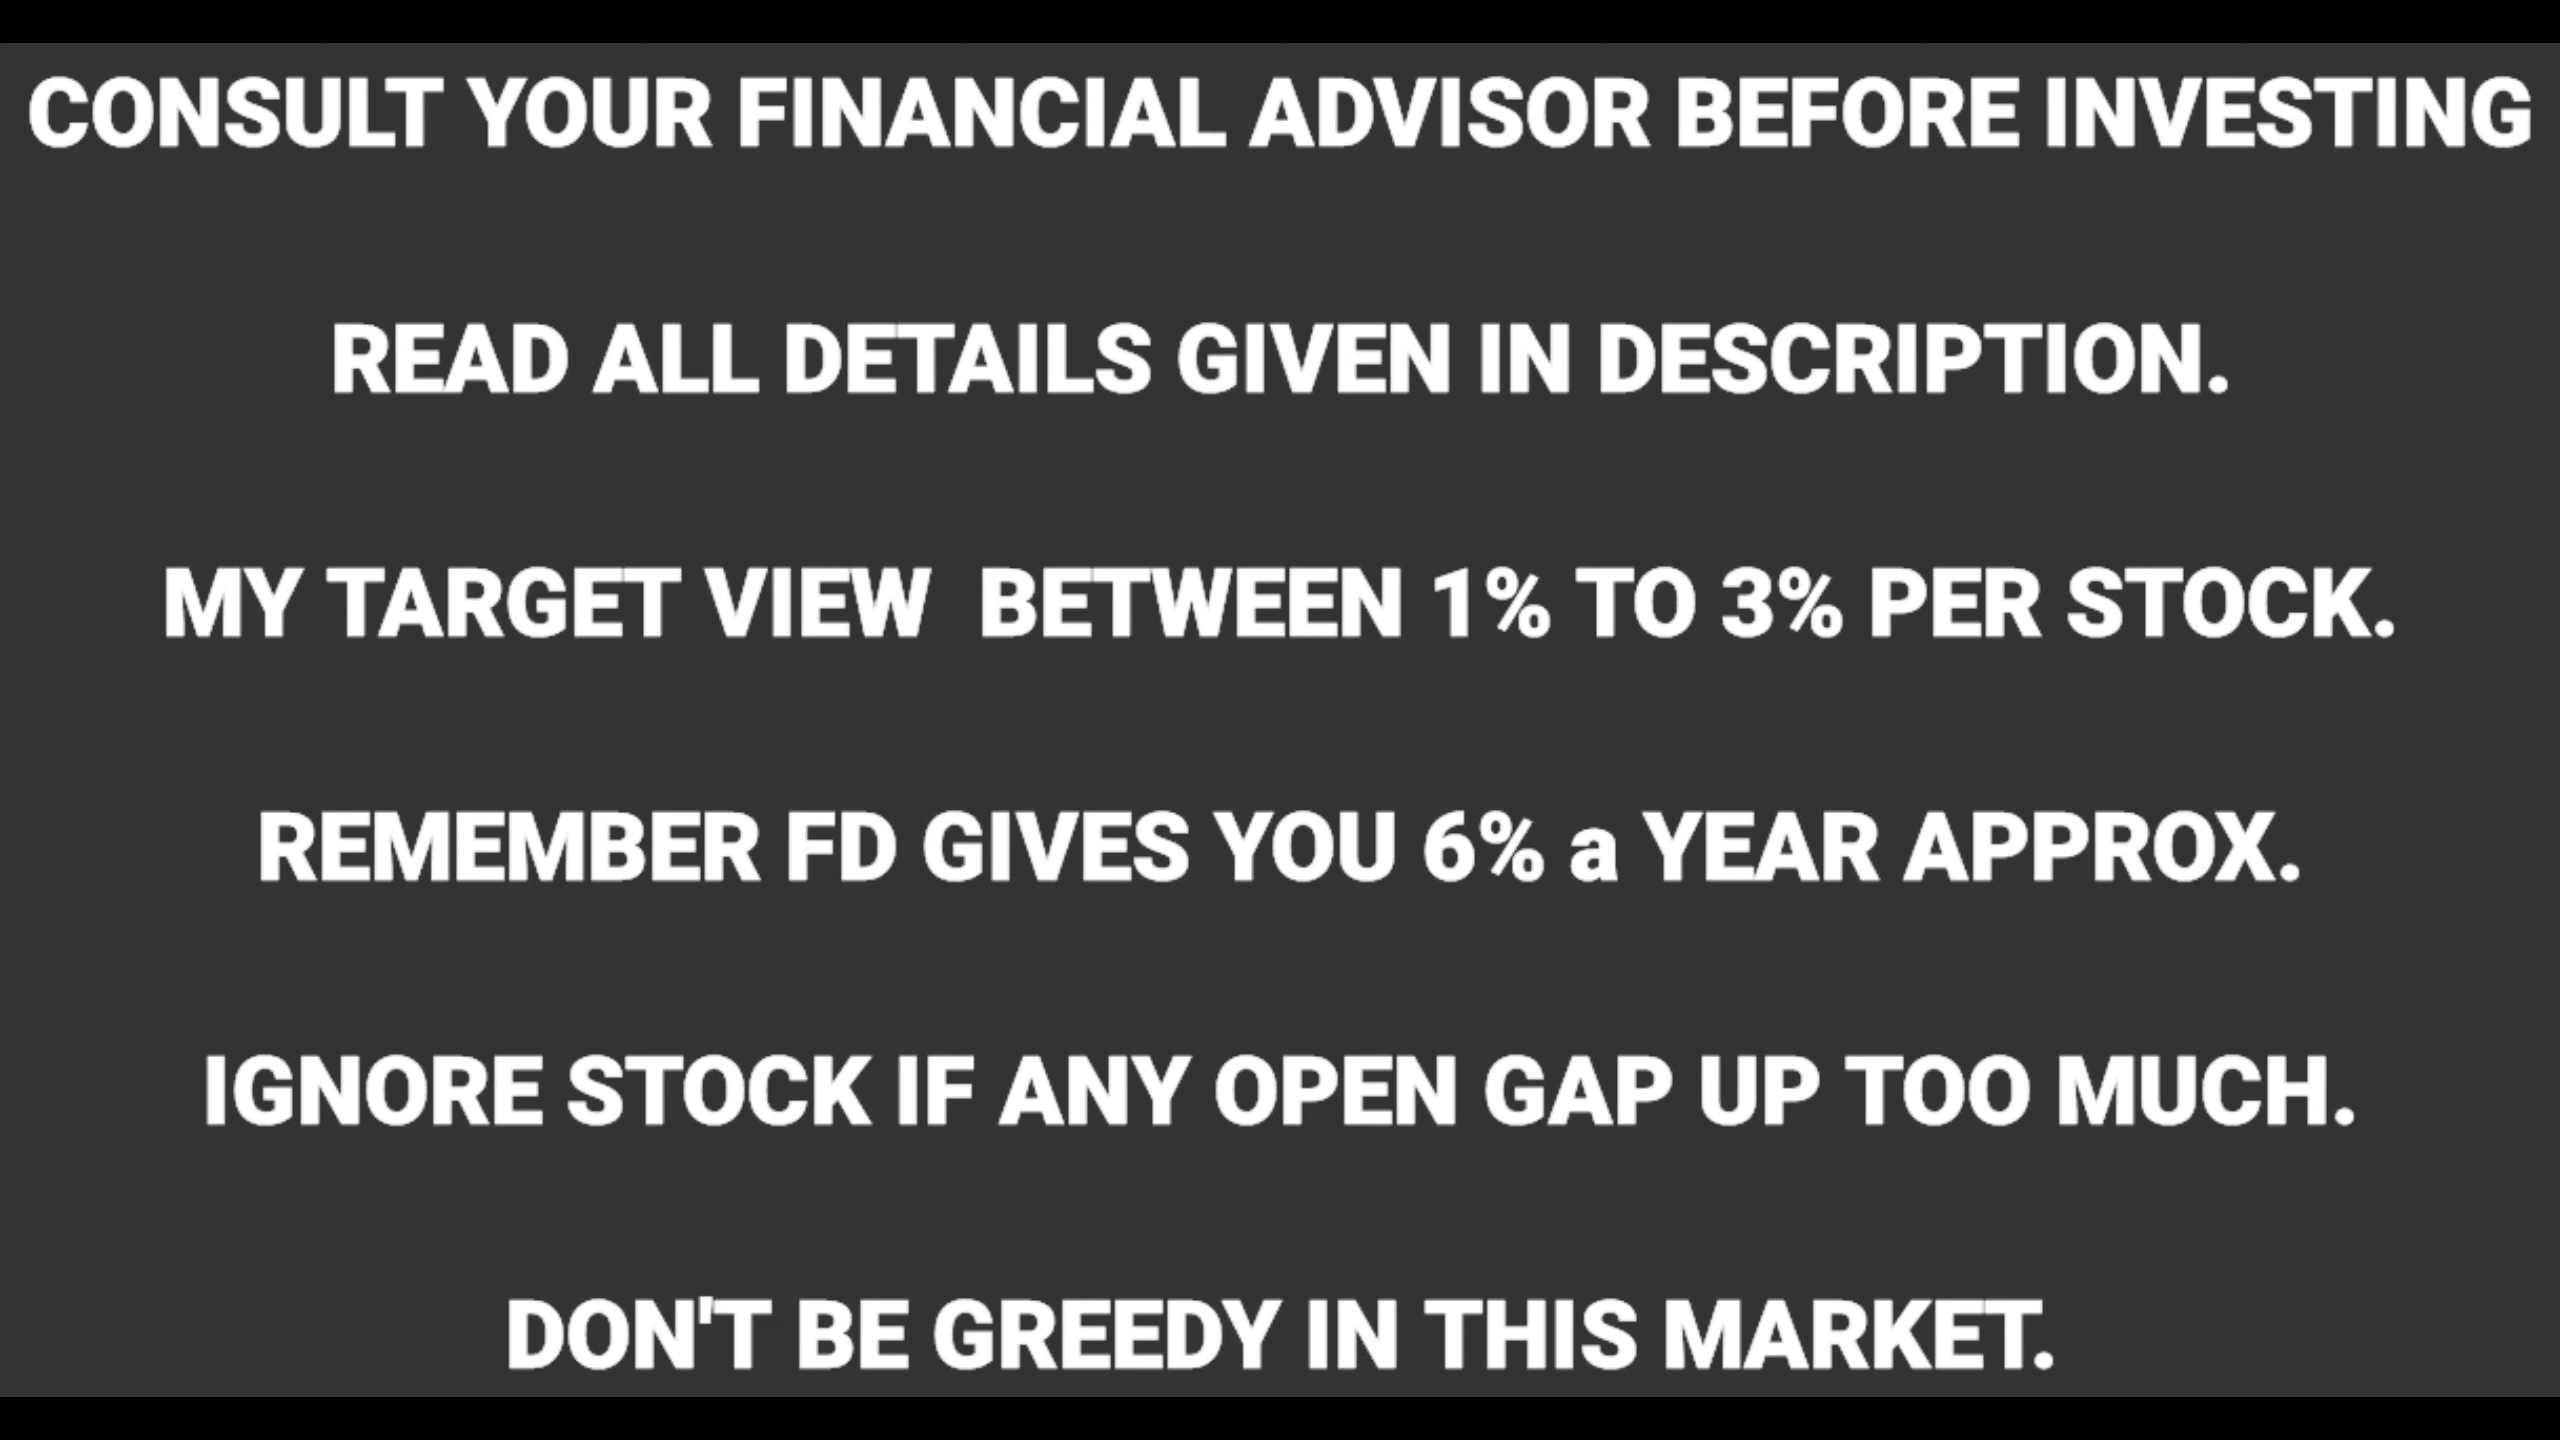 CONSULT YOUR FINANCIAL ADVISOR BEFORE INVESTING
READ ALL DETAILS GIVEN IN DESCRIPTION.
MY TARGET VIEW  BETWEEN 1% TO 3% PER STOCK.
REMEMBER FD GIVES YOU 6% a YEAR APPROX.
IGNORE STOCK IF ANY OPEN GAP UP TOO MUCH.
DON'T BE GREEDY IN THIS MARKET.